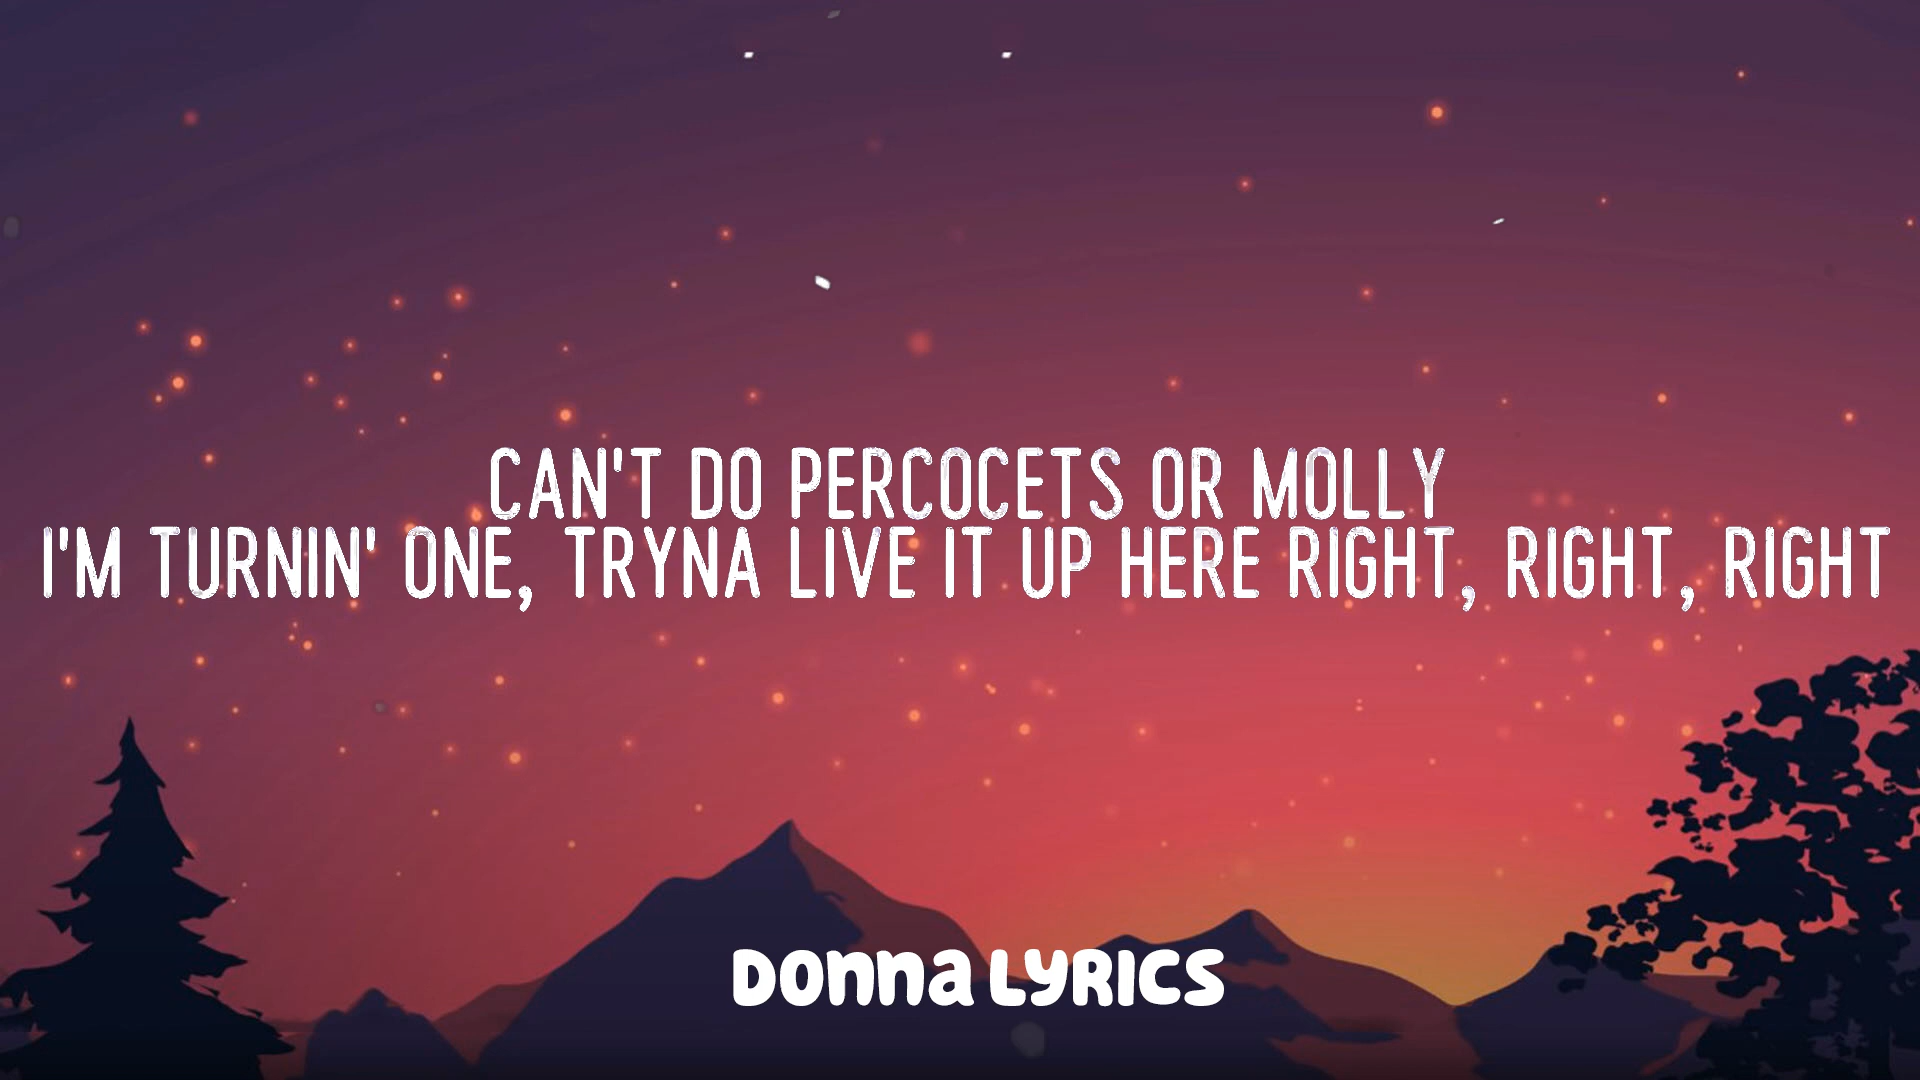 CAN'T DO PERCOCETS OR MOLLY
I'M TURNIN' ONE, TRYNA LIVE IT UP HERE RIGHT, RIGHT, RIGHT
DONNA LYRICS